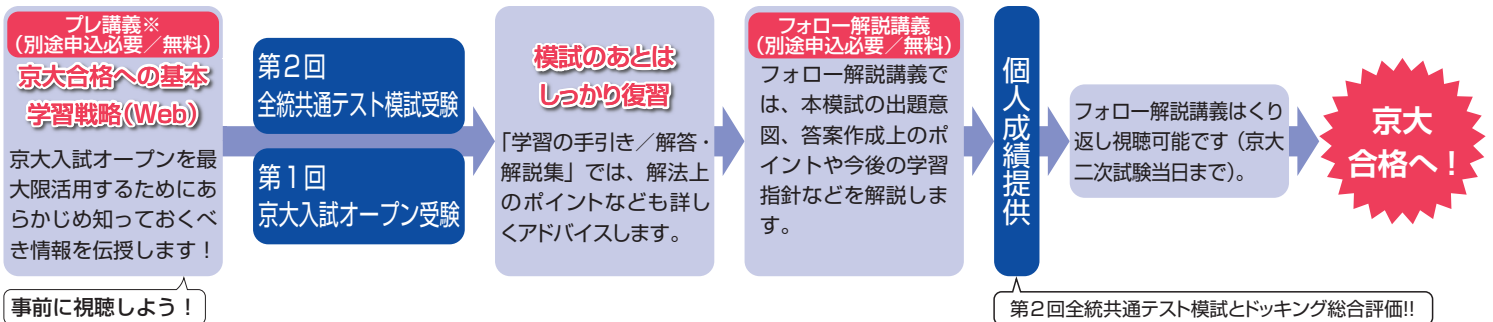 プレ講義※
(別途申込必要／無料)
京大合格への基本
学習戦略(Web)
京大入試オープンを最
大限活用するためにあ
らかじめ知っておくべ
き情報を伝授します！
事前に視聴しよう！
第2回
全統共通テスト模試受験
第1回
京大入試オープン受験
模試のあとは
しっかり復習
「学習の手引き／解答・
解説集」では、解法上
のポイントなども詳し
くアドバイスします。
フォロー解説講義
(別途申込必要／無料)
フォロー解説講義で
は、本模試の出題意
図、答案作成上のポ
イントや今後の学習
指針などを解説しま
す。
個人成績提供
第2回全統共通テスト模試とドッキング総合評価!!
フォロー解説講義はくり
返し視聴可能です（京大
二次試験当日まで）。
京大
合格へ！